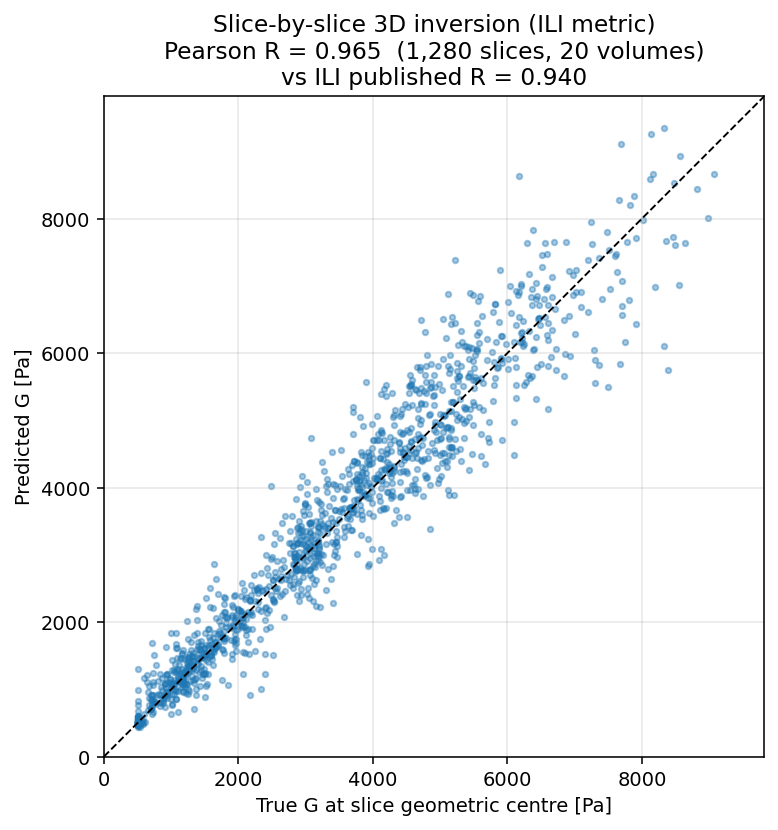 Slice-by-slice 3D inversion (ILI metric)
Pearson R = 0.965  (1,280 slices, 20 volumes)
vs ILI published R = 0.940
Predicted G [Pa]
8000
6000
4000
2000
0
0 2000 4000 6000 8000
True G at slice geometric centre [Pa]